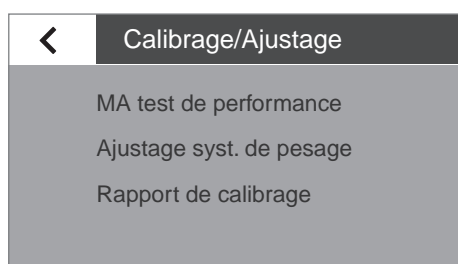 Calibrage/Ajustage
MA test de performance
Ajustage syst. de pesage
Rapport de calibrage